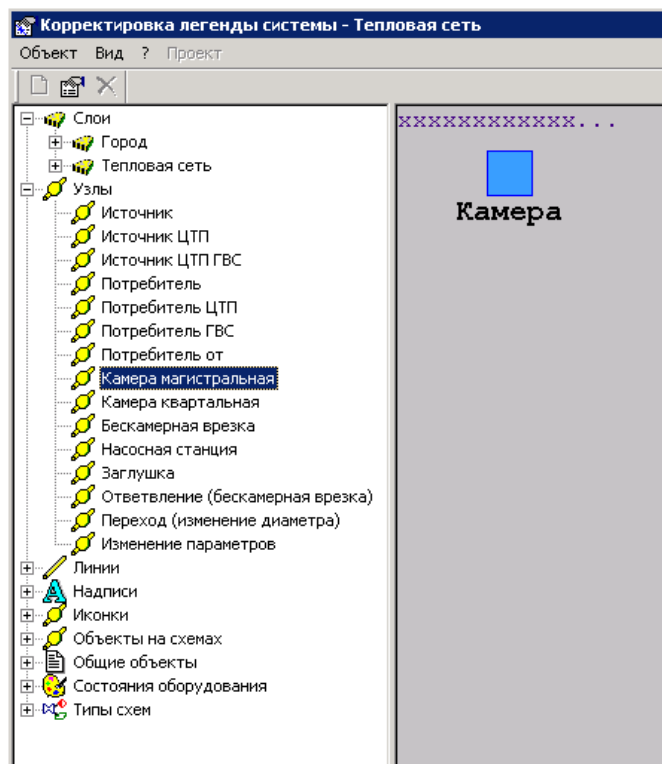 Корректировка легенды системы - Тепловая сеть
Объект Вид ? Проект
Слои
Город
Тепловая сеть
Узлы
Источник
Источник ЦТП
Источник ЦТП ГВС
Потребитель
Потребитель ЦТП
Потребитель ГВС
Потребитель от
Камера магистральная
Камера квартальная
Бескамерная врезка
Насосная станция
Заглушка
Ответвление (бескамерная врезка)
Переход (изменение диаметра)
Изменение параметров
Линии
Надписи
Иконки
Объекты на схемах
Общие объекты
Состояния оборудования
Типы схем
xxxxxxxxxxxx...
Камера